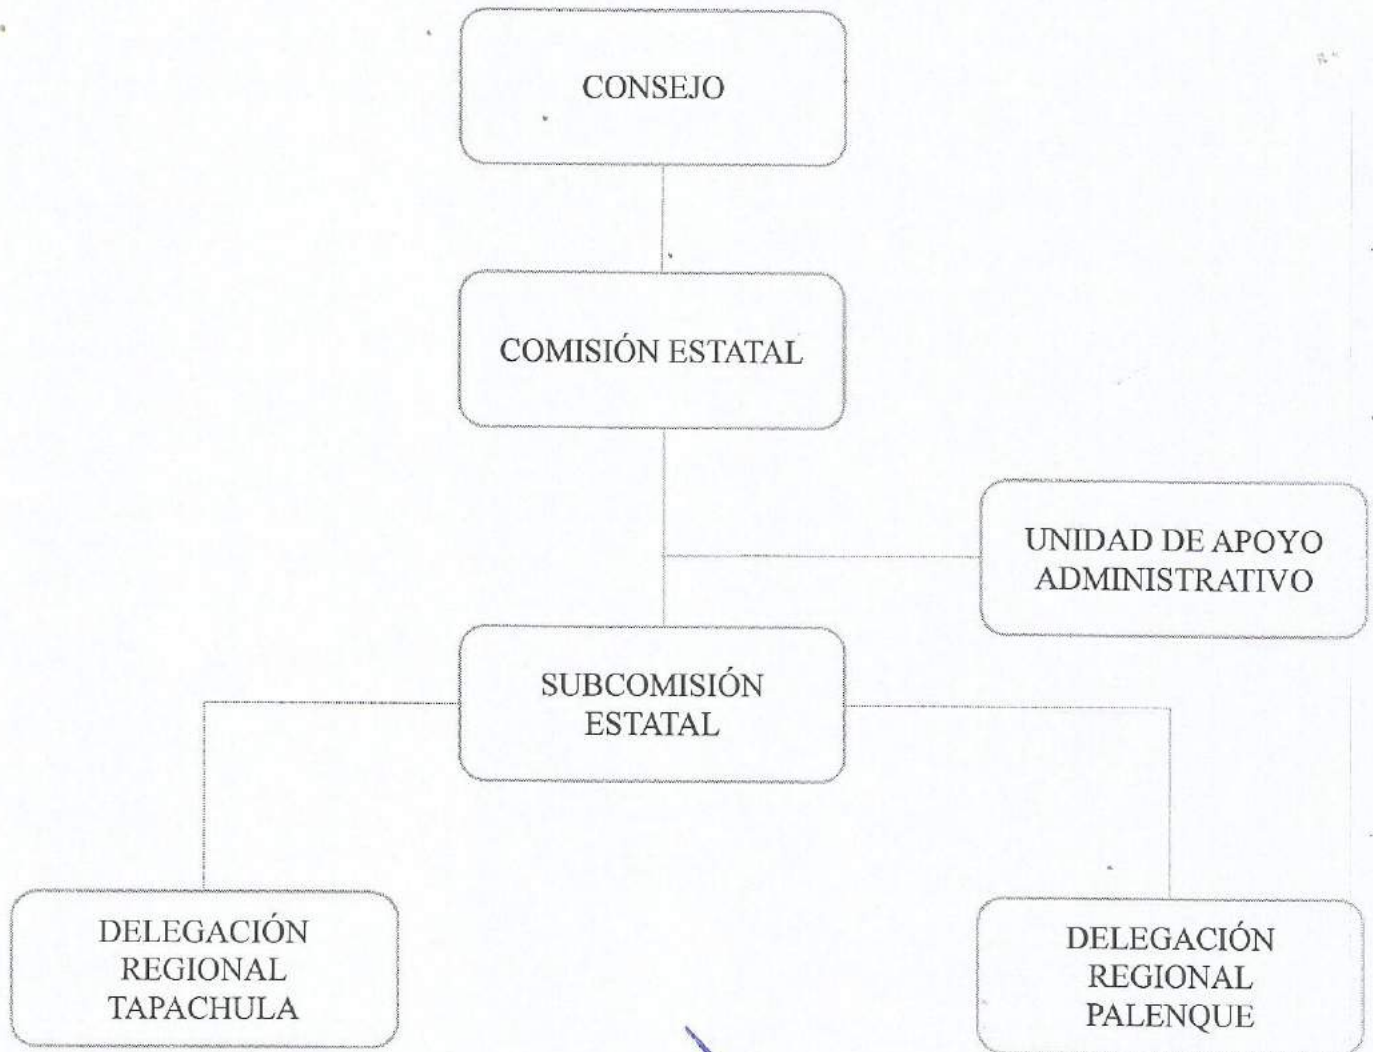 CONSEJO
COMISIÓN ESTATAL
UNIDAD DE APOYO
ADMINISTRATIVO
SUBCOMISIÓN
ESTATAL
DELEGACIÓN
REGIONAL
TAPACHULA
DELEGACIÓN
REGIONAL
PALENQUE